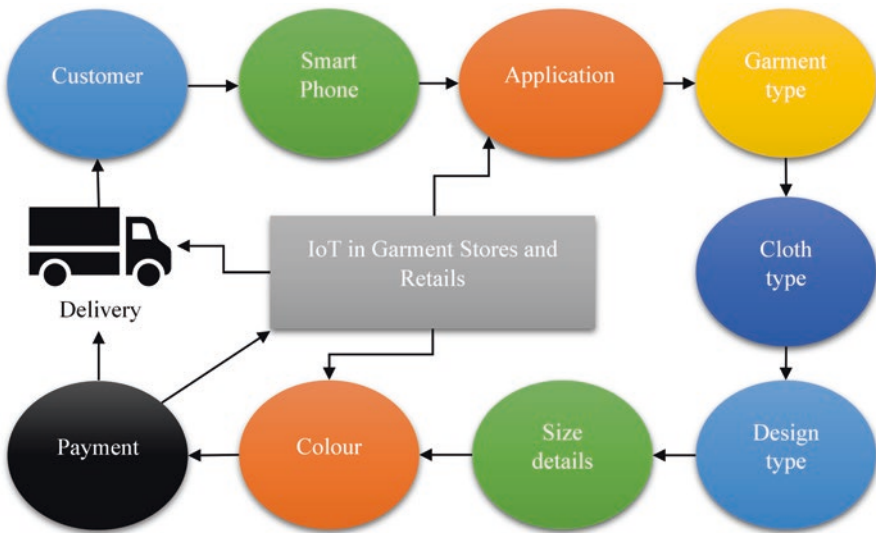 Customer
Smart
Phone
Application
Garment
type
IoT in Garment Stores and
Retails
Cloth
type
Delivery
Payment
Colour
Size
details
Design
type